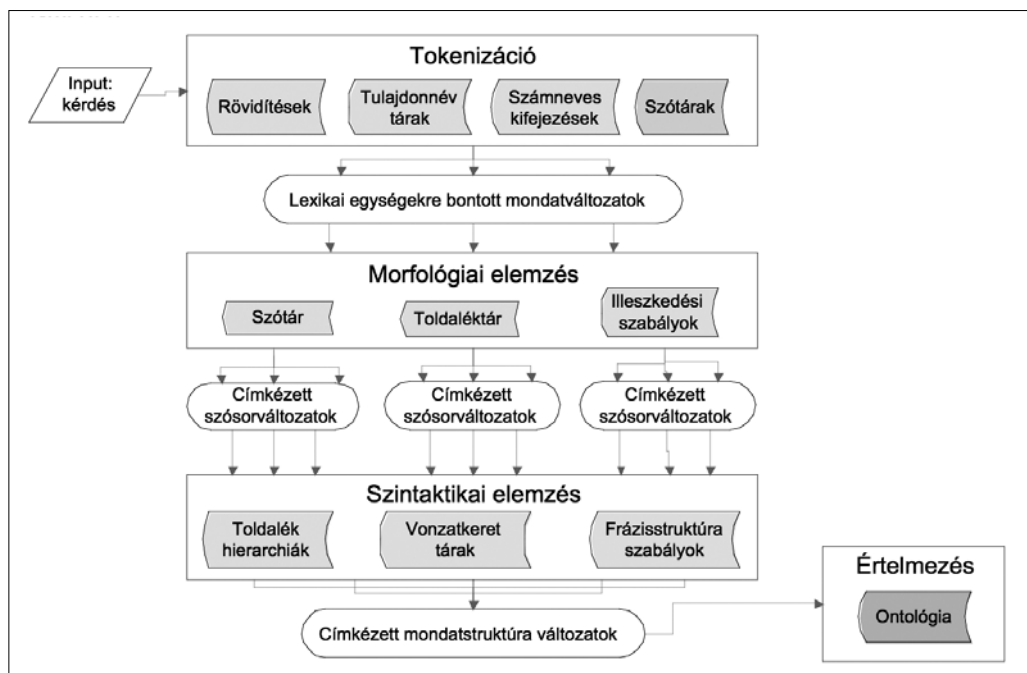 Tokenizáció
Input:
kérdés
Rövidítések
Tulajdonnév
tárak
Számneves
kifejezések
Szótárak
Lexikai egységekre bontott mondatváltozatok
Morfológiai elemzés
Szótár
Toldaléktár
Illeszkedési
szabályok
Címkézett
szósorváltozatok
Címkézett
szósorváltozatok
Címkézett
szósorváltozatok
Szintaktikai elemzés
Toldalék
hierarchiák
Vonzatkeret
tárak
Frázisstruktúra
szabályok
Címkézett mondatstruktúra változatok
Értelmezés
Ontológia